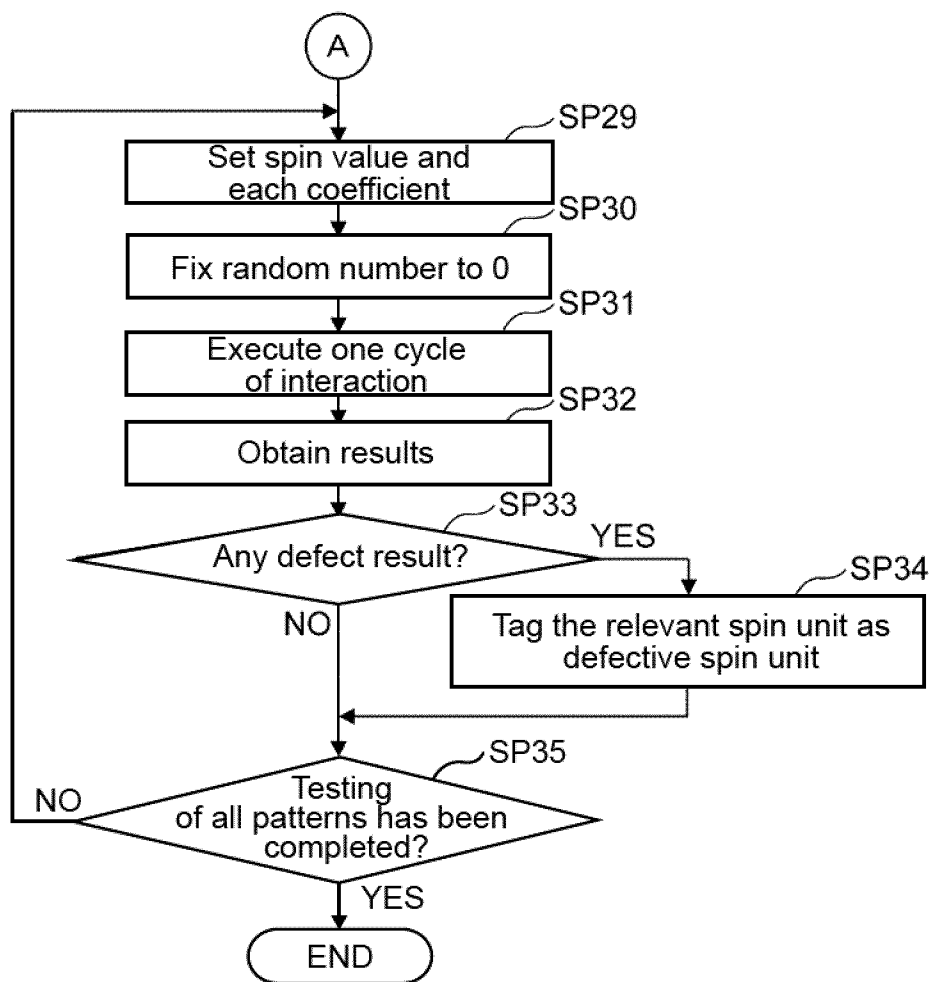 A
SP29
Set spin value and
each coefficient
SP30
Fix random number to 0
SP31
Execute one cycle
of interaction
SP32
Obtain results
SP33
Any defect result?
YES
SP34
Tag the relevant spin unit as
defective spin unit
NO
SP35
Testing
of all patterns has been
completed?
NO
YES
END